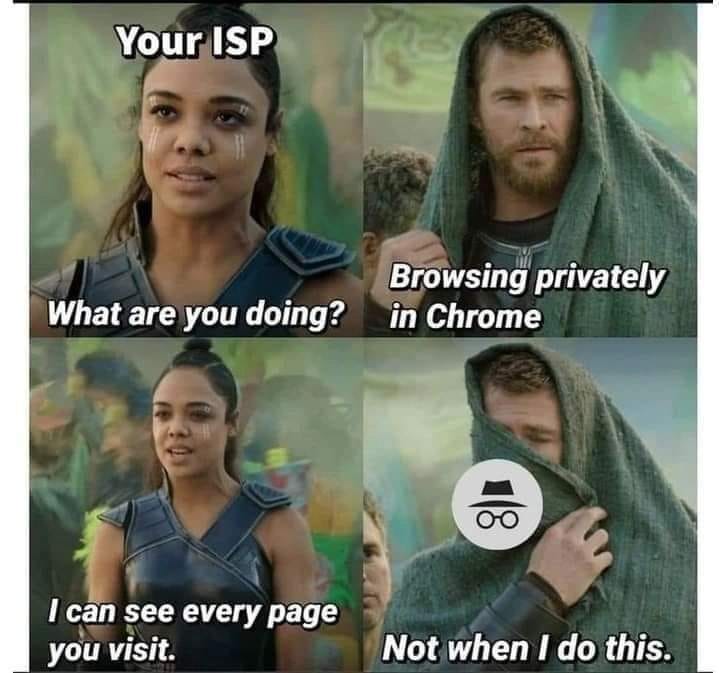 Your ISP
What are you doing?
Browsing privately
in Chrome
I can see every page
you visit.
Not when I do this.